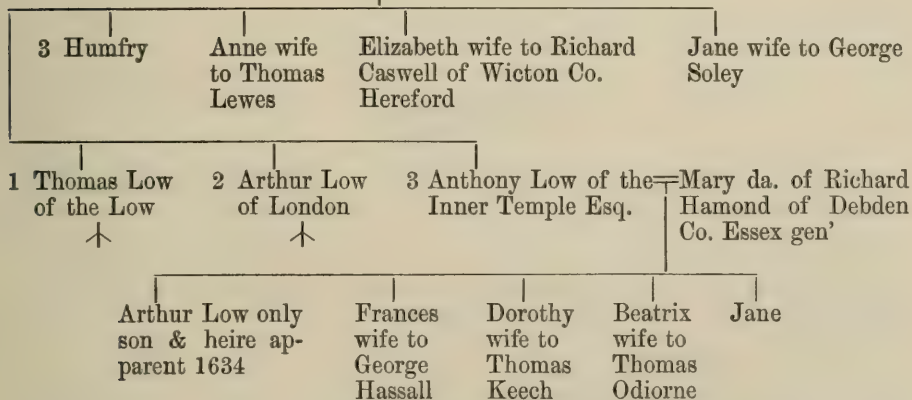 3 Humfry
Anne wife
to Thomas
Lewes
Elizabeth wife to Richard
Caswell of Wicton Co.
Hereford
Jane wife to George
Soley
1 Thomas Low
of the Low
2 Arthur Low
of London
3 Anthony Low of the
Inner Temple Esq.
Mary da. of Richard
Hamond of Debden
Co. Essex gen'
Arthur Low only
son & heire ap-
parent 1634
Frances
wife to
George
Hassall
Dorothy
wife to
Thomas
Keech
Beatrix
wife to
Thomas
Odiorne
Jane